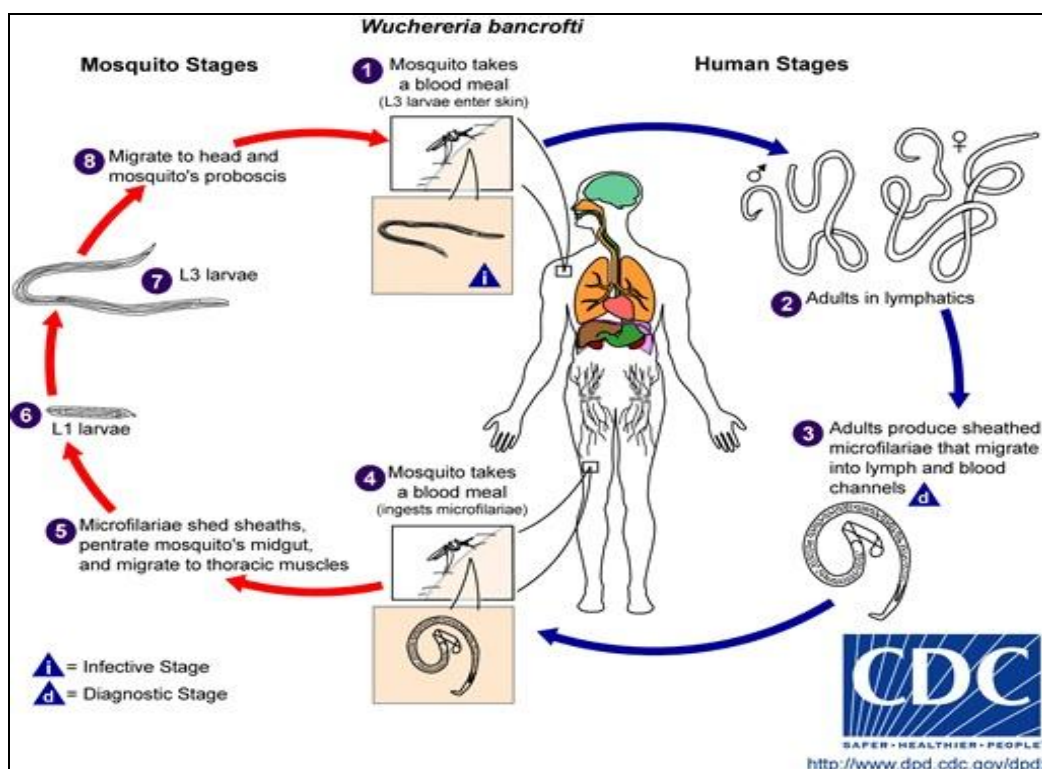 Wuchereria bancrofti
Mosquito Stages
Human Stages
1 Mosquito takes
a blood meal
(L3 larvae enter skin)
8 Migrate to head and
mosquito's proboscis
i
7 L3 larvae
♂
♀
2 Adults in lymphatics
6
L1 larvae
3 Adults produce sheathed
microfilariae that migrate
into lymph and blood
channels d
4 Mosquito takes
a blood meal
(ingests microfilariae)
5 Microfilariae shed sheaths,
pentrate mosquito's midgut,
and migrate to thoracic muscles
i = Infective Stage
d = Diagnostic Stage
CDC
SAFER•HEALTHIER•PEOPLE
http://www.dpd.cdc.gov/dpd